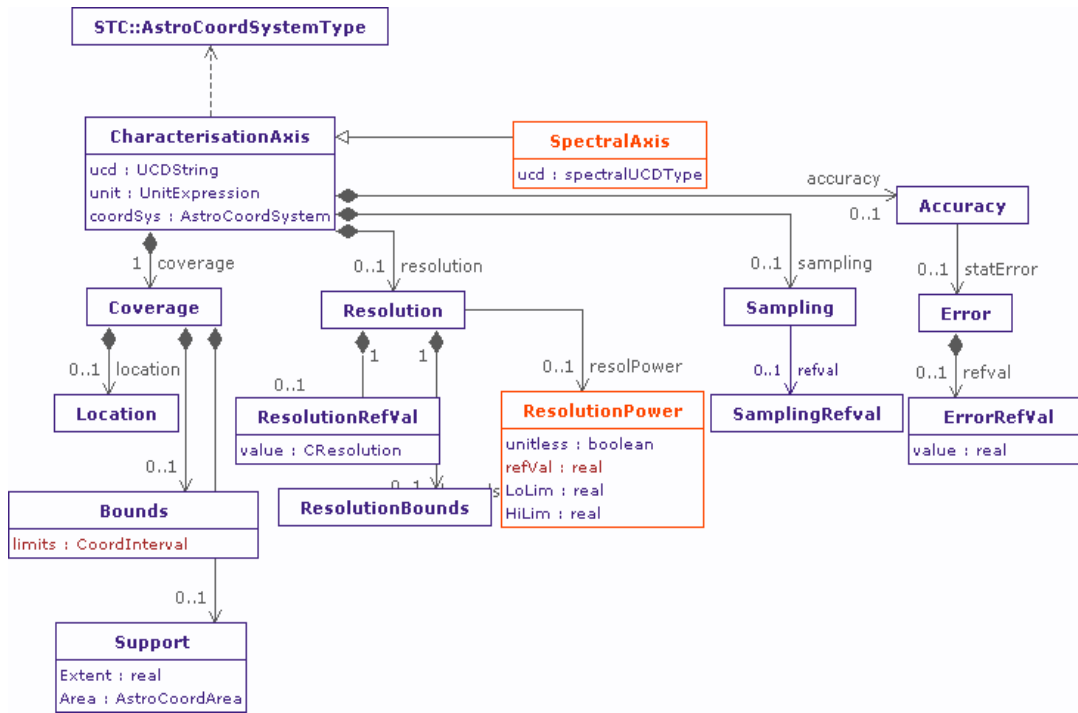 STC::AstroCoordSystemType
CharacterisationAxis
ucd : UCDString
unit : UnitExpression
coordSys : AstroCoordSystem
SpectralAxis
ucd : spectralUCDType
accuracy
0..1
Accuracy
1 coverage
0..1 resolution
0..1 sampling
0..1 statError
Coverage
Resolution
Sampling
Error
0..1 location
1
1
0..1
0..1 resolPower
0..1 refval
0..1 refval
Location
ResolutionRefVal
value : CResolution
ResolutionPower
unitless : boolean
refVal : real
LoLim : real
HiLim : real
SamplingRefval
ErrorRefVal
value : real
0..1
0..1
Bounds
limits : CoordInterval
ResolutionBounds
0..1
Support
Extent : real
Area : AstroCoordArea